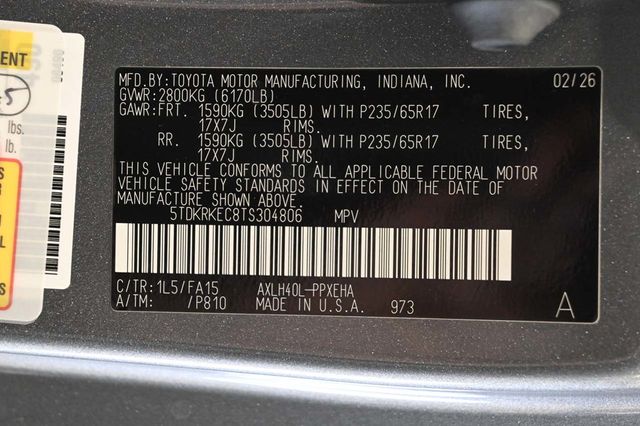 MFD.BY:TOYOTA MOTOR MANUFACTURING, INDIANA, INC. 02/26
GVWR:2800KG (6170LB)
GAWR:FRT. 1590KG (3505LB) WITH P235/65R17 TIRES,
17X7J RIMS.
RR. 1590KG (3505LB) WITH P235/65R17 TIRES,
17X7J RIMS.
THIS VEHICLE CONFORMS TO ALL APPLICABLE FEDERAL MOTOR
VEHICLE SAFETY STANDARDS IN EFFECT ON THE DATE OF
MANUFACTURE SHOWN ABOVE.
5TDKRKEC8TS304806 MPV
C/TR:1L5/FA15 AXLH40L-PPXEHA
A/TM: /P810 MADE IN U.S.A. 973 A
lbs.
lb.
5